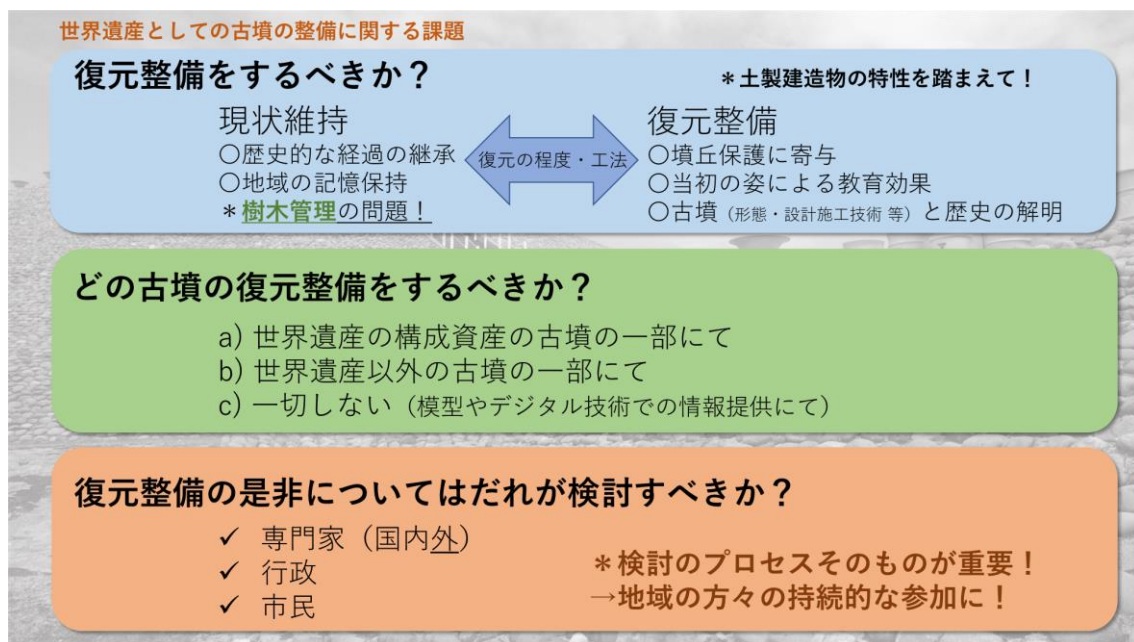 世界遺産としての古墳の整備に関する課題
復元整備をするべきか？
＊土製建造物の特性を踏まえて！
現状維持
〇歴史的な経過の継承
〇地域の記憶保持
＊樹木管理の問題！
復元の程度・工法
復元整備
〇墳丘保護に寄与
〇当初の姿による教育効果
〇古墳（形態・設計施工技術 等）と歴史の解明
どの古墳の復元整備をするべきか？
a) 世界遺産の構成資産の古墳の一部にて
b) 世界遺産以外の古墳の一部にて
c) 一切しない（模型やデジタル技術での情報提供にて）
復元整備の是非についてはだれが検討すべきか？
✓ 専門家（国内外）
✓ 行政
✓ 市民
＊検討のプロセスそのものが重要！
→地域の方々の持続的な参加に！